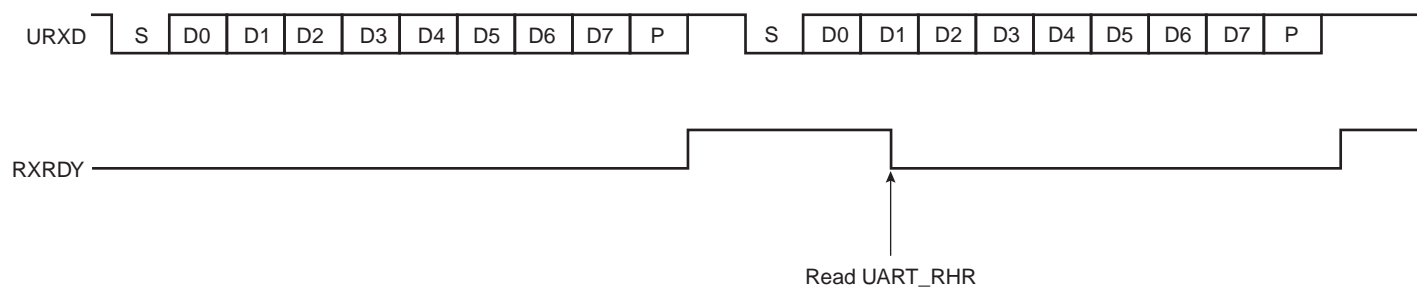 URXD S D0 D1 D2 D3 D4 D5 D6 D7 P S D0 D1 D2 D3 D4 D5 D6 D7 P
RXRDY
Read UART_RHR